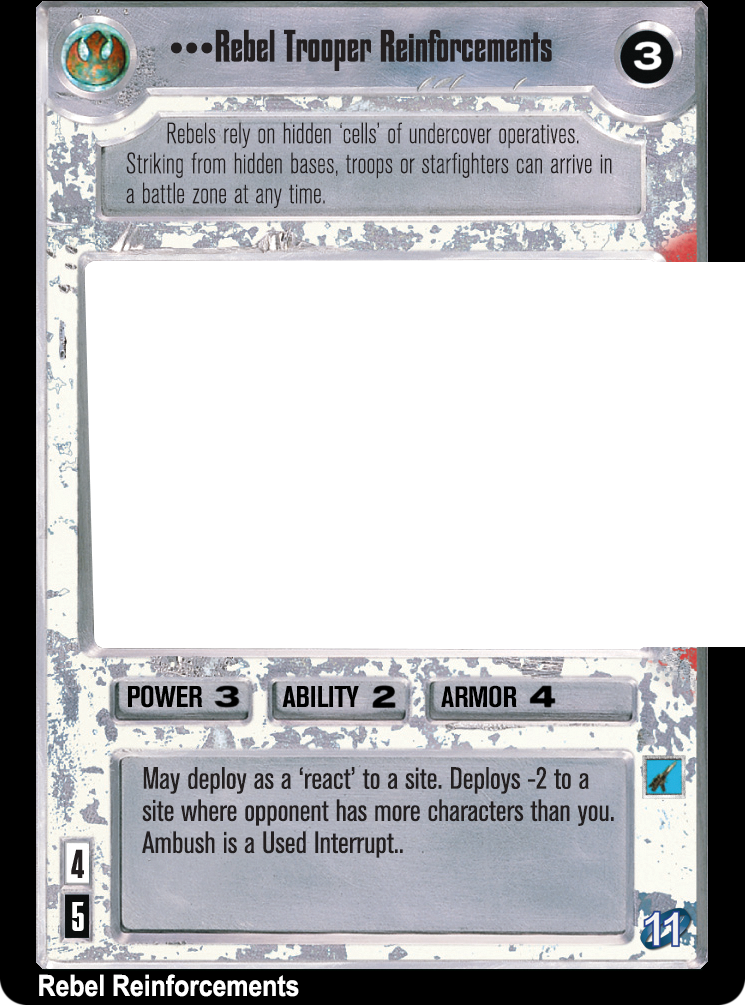 •••Rebel Trooper Reinforcements
3
Rebels rely on hidden ‘cells’ of undercover operatives.
Striking from hidden bases, troops or starfighters can arrive in
a battle zone at any time.
POWER 3 ABILITY 2 ARMOR 4
May deploy as a ‘react’ to a site. Deploys -2 to a
site where opponent has more characters than you.
Ambush is a Used Interrupt..
4
5
11
Rebel Reinforcements